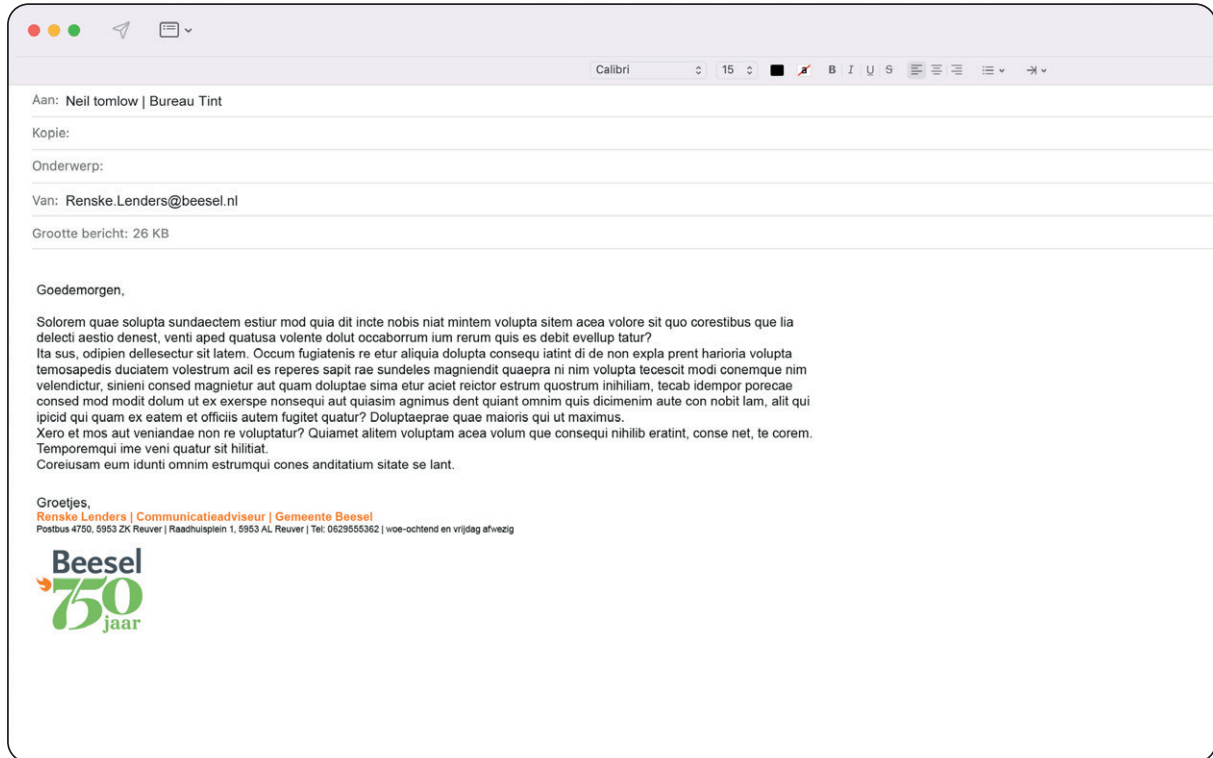 Calibri 15 a B I U S
Aan: Neil tomlow | Bureau Tint
Kopie:
Onderwerp:
Van: Renske.Lenders@beesel.nl
Grootte bericht: 26 KB
Goedemorgen,
Solorem quae solupta sundaectem estiur mod quia dit incte nobis niat mintem volupta sitem acea volore sit quo corestibus que lia
delecti aestio denest, venti aped quatusa volente dolut occaborrum ium rerum quis es debit evellup tatur?
Ita sus, odipien dellesectur sit latem. Occum fugiatenis re etur aliquia dolupta consequ iatint di de non expla prent harioria volupta
temosapedis duciatem volestrum acil es reperes sapit rae sundeles magniendit quaepra ni nim volupta tecescit modi conemque nim
velendictur, sinieni consed magnietur aut quam doluptae sima etur aciet reictor estrum quostrum inihiliam, tecab idempor porecae
consed mod modit dolum ut ex exerspe nonsequi aut quiasim agnimus dent quiant omnim quis dicimenim aute con nobit lam, alit qui
ipicid qui quam ex eatem et officiis autem fugitet quatur? Doluptaeprae quae maioris qui ut maximus.
Xero et mos aut veniandae non re voluptatur? Quiamet alitem voluptam acea volum que consequi nihilib eratint, conse net, te corem.
Temporemqui ime veni quatur sit hilitiat.
Coreiusam eum idunti omnim estrumqui cones anditatium sitate se lant.
Groetjes,
Renske Lenders | Communicatieadviseur | Gemeente Beesel
Postbus 4750, 5953 ZK Reuver | Raadhuisplein 1, 5953 AL Reuver | Tel: 0629555362 | woe-ochtend en vrijdag afwezig
Beesel
750
jaar